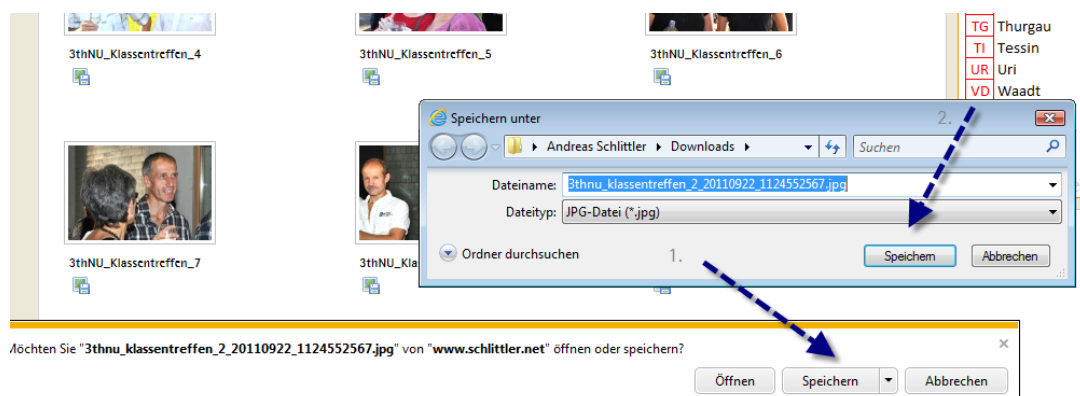 3thNU_Klassentreffen_4
3thNU_Klassentreffen_5
3thNU_Klassentreffen_6
TG Thurgau
TI Tessin
UR Uri
VD Waadt
Speichern unter
2.
Andreas Schlittler Downloads
Suchen
Dateiname: 3thnu_klassentreffen_2_20110922_1124552567.jpg
Dateityp: JPG-Datei (*.jpg)
Ordner durchsuchen
1.
Speichern
Abbrechen
3thNU_Klassentreffen_7
3thNU_Kla
Möchten Sie "3thnu_klassentreffen_2_20110922_1124552567.jpg" von "www.schlittler.net" öffnen oder speichern?
Öffnen
Speichern
Abbrechen